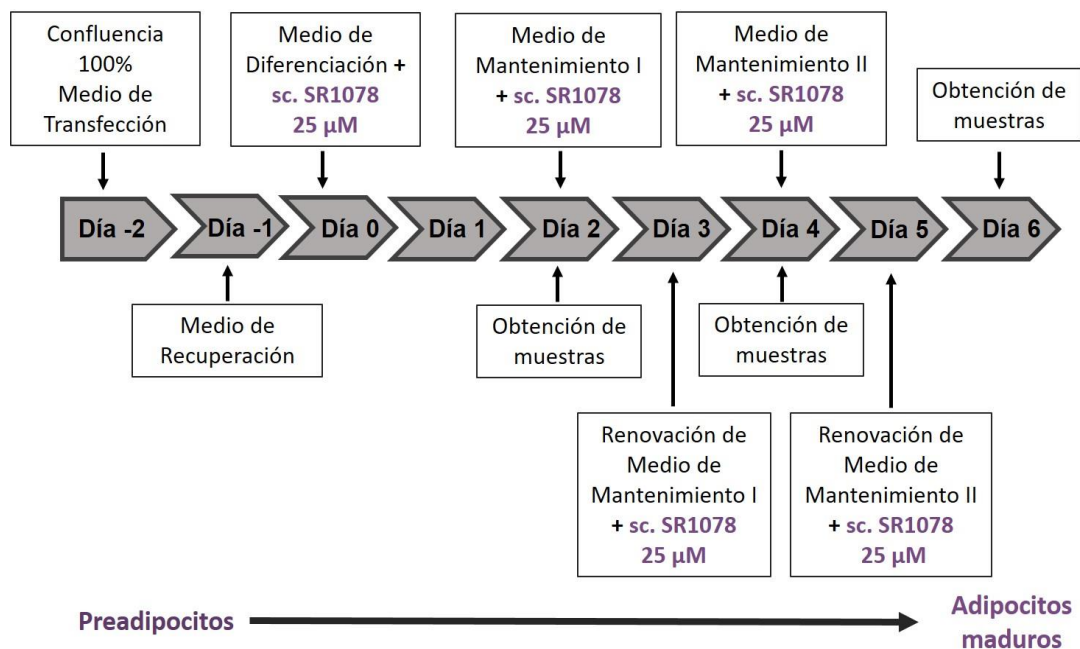 Confluencia
100%
Medio de
Transfección
Medio de
Diferenciación +
sc. SR1078
25 µM
Medio de
Mantenimiento I
+ sc. SR1078
25 µM
Medio de
Mantenimiento II
+ sc. SR1078
25 µM
Obtención de
muestras
Día -2
Día -1
Día 0
Día 1
Día 2
Día 3
Día 4
Día 5
Día 6
Medio de
Recuperación
Obtención de
muestras
Obtención de
muestras
Renovación de
Medio de
Mantenimiento I
+ sc. SR1078
25 µM
Renovación de
Medio de
Mantenimiento II
+ sc. SR1078
25 µM
Preadipocitos
Adipocitos
maduros